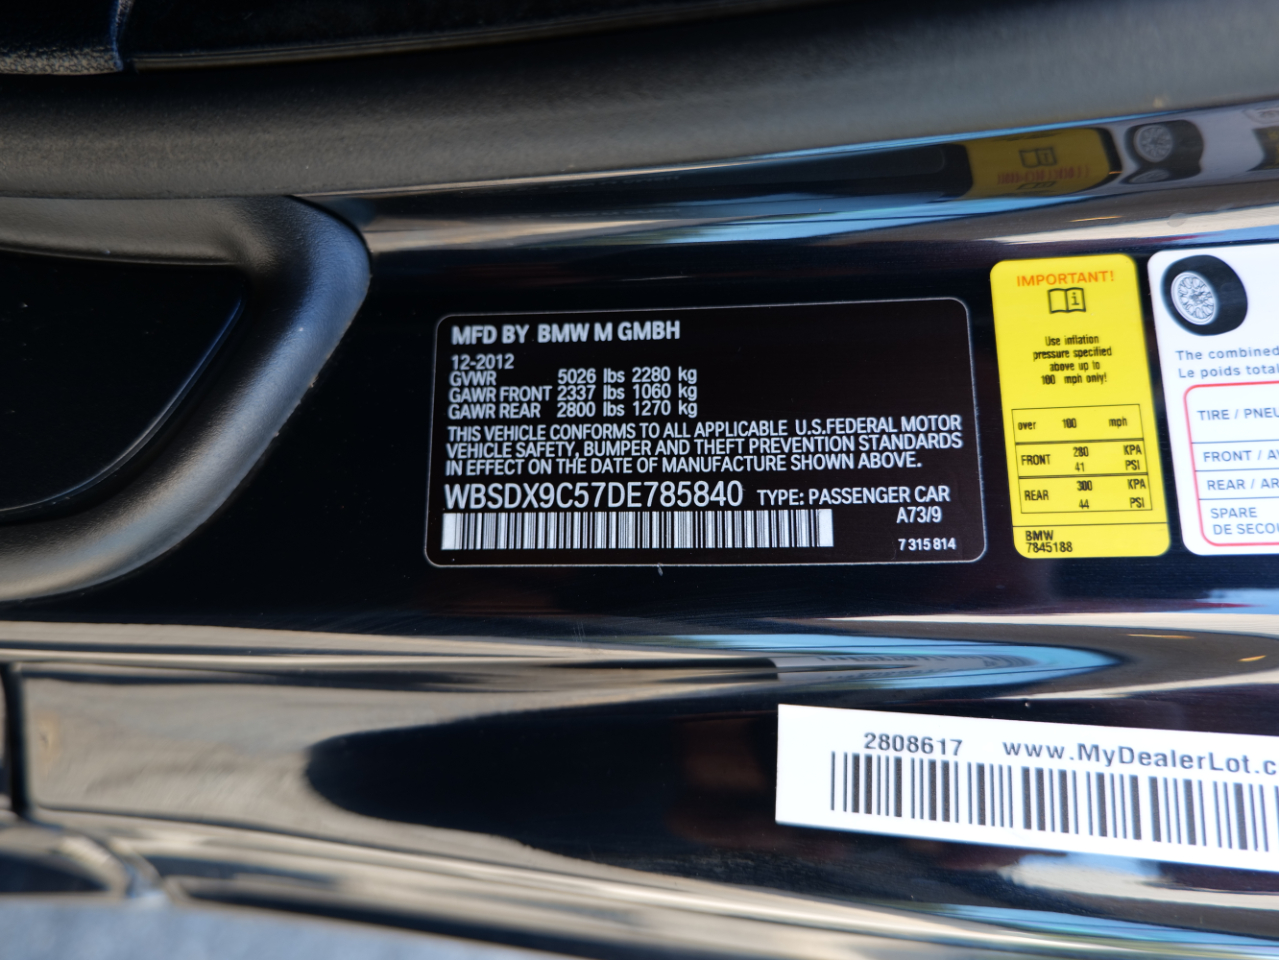 MFD BY BMW M GMBH
12-2012
GVWR 5026 lbs 2280 kg
GAWR FRONT 2337 lbs 1060 kg
GAWR REAR 2800 lbs 1270 kg
THIS VEHICLE CONFORMS TO ALL APPLICABLE U.S.FEDERAL MOTOR
VEHICLE SAFETY, BUMPER AND THEFT PREVENTION STANDARDS
IN EFFECT ON THE DATE OF MANUFACTURE SHOWN ABOVE.
WBSDX9C57DE785840 TYPE: PASSENGER CAR
A73/9
7 315 814
IMPORTANT!
i
Use inflation
pressure specified
above up to
100 mph only!
over 100 mph
FRONT 280 KPA
41 PSI
REAR 300 KPA
44 PSI
BMW
7845188
The combined
Le poids total
TIRE / PNEU
FRONT / AV
REAR / AR
SPARE
DE SECOU
2808617 www.MyDealerLot.c